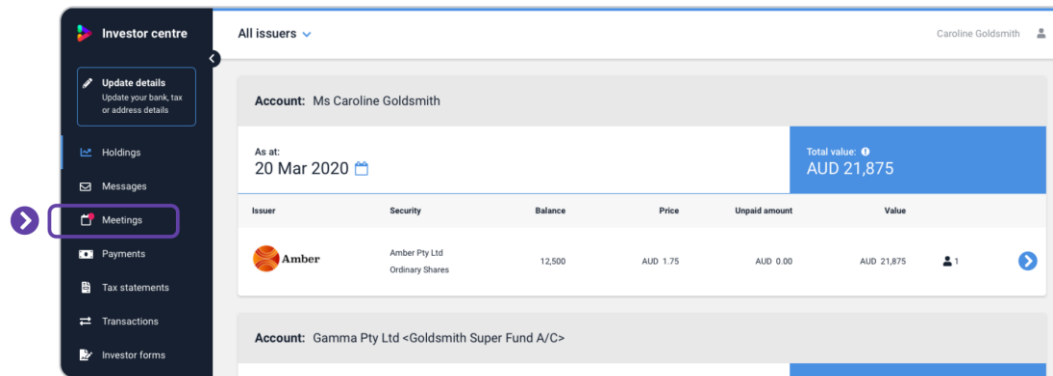 Investor centre
All issuers
Caroline Goldsmith
Update details
Update your bank, tax
or address details
Holdings
Messages
Meetings
Payments
Tax statements
Transactions
Investor forms
Account: Ms Caroline Goldsmith
As at:
20 Mar 2020
Total value:
AUD 21,875
Issuer Security Balance Price Unpaid amount Value
Amber
Amber Pty Ltd
Ordinary Shares
12,500 AUD 1.75 AUD 0.00 AUD 21,875 1
Account: Gamma Pty Ltd <Goldsmith Super Fund A/C>